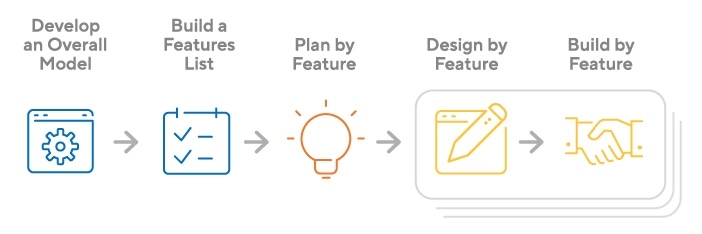 Develop
an Overall
Model
Build a
Features
List
Plan by
Feature
Design by
Feature
Build by
Feature